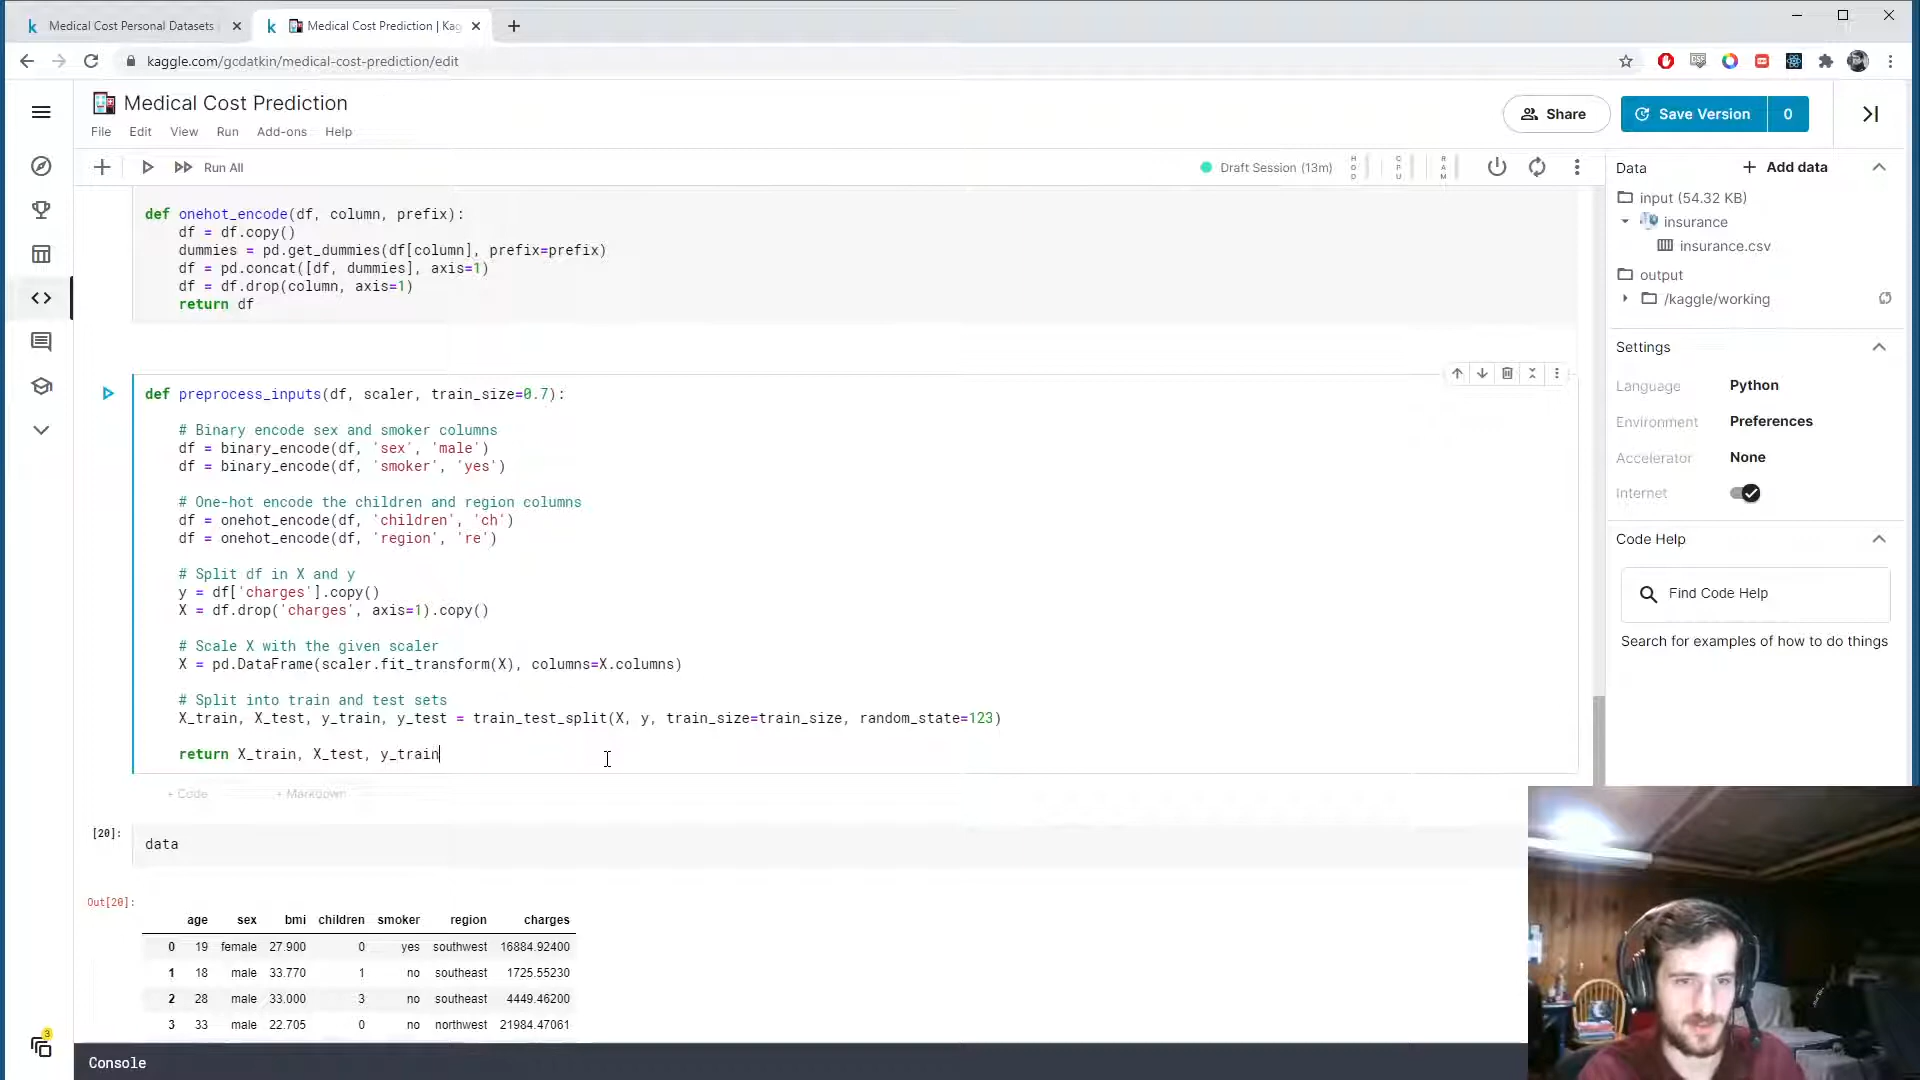 Medical Cost Personal Datasets
Medical Cost Prediction | Kag
kaggle.com/gcdatkin/medical-cost-prediction/edit
Medical Cost Prediction
File Edit View Run Add-ons Help
Share
Save Version 0
Run All
Draft Session (13m)
HDD
CPU
RAM
def onehot_encode(df, column, prefix):
df = df.copy()
dummies = pd.get_dummies(df[column], prefix=prefix)
df = pd.concat([df, dummies], axis=1)
df = df.drop(column, axis=1)
return df
def preprocess_inputs(df, scaler, train_size=0.7):
# Binary encode sex and smoker columns
df = binary_encode(df, 'sex', 'male')
df = binary_encode(df, 'smoker', 'yes')
# One-hot encode the children and region columns
df = onehot_encode(df, 'children', 'ch')
df = onehot_encode(df, 'region', 're')
# Split df in X and y
y = df['charges'].copy()
X = df.drop('charges', axis=1).copy()
# Scale X with the given scaler
X = pd.DataFrame(scaler.fit_transform(X), columns=X.columns)
# Split into train and test sets
X_train, X_test, y_train, y_test = train_test_split(X, y, train_size=train_size, random_state=123)
return X_train, X_test, y_train
+ Code + Markdown
[20]:
data
Out[20]:
age sex bmi children smoker region charges
0 19 female 27.900 0 yes southwest 16884.92400
1 18 male 33.770 1 no southeast 1725.55230
2 28 male 33.000 3 no southeast 4449.46200
3 33 male 22.705 0 no northwest 21984.47061
3
Console
Data
+ Add data
input (54.32 KB)
insurance
insurance.csv
output
/kaggle/working
Settings
Language Python
Environment Preferences
Accelerator None
Internet
Code Help
Find Code Help
Search for examples of how to do things